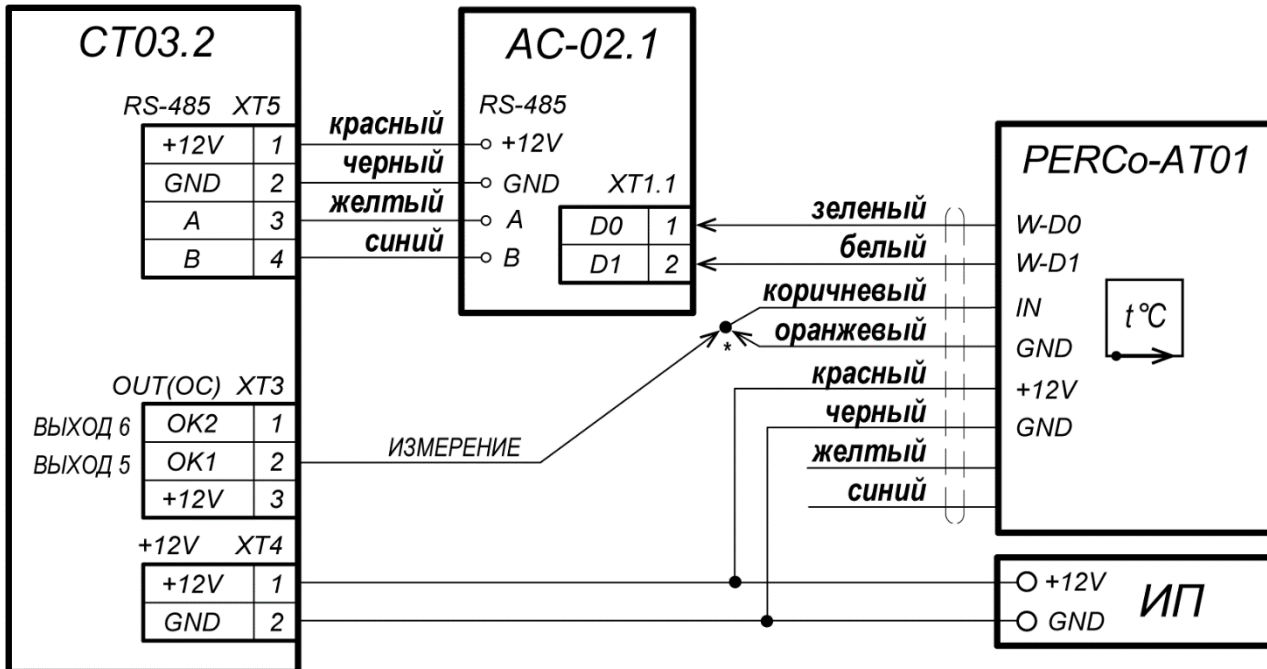 CT03.2
RS-485 XT5
+12V 1
GND 2
A 3
B 4
OUT(OC) XT3
ВЫХОД 6 OK2 1
ВЫХОД 5 OK1 2
+12V 3
+12V XT4
+12V 1
GND 2
красный
черный
желтый
синий
ИЗМЕРЕНИЕ
AC-02.1
RS-485
+12V
GND
A
B
XT1.1
D0 1
D1 2
зеленый
белый
коричневый
оранжевый
*
красный
черный
желтый
синий
PERCo-AT01
W-D0
W-D1
IN
GND
+12V
GND
t°C
+12V
GND
ИП